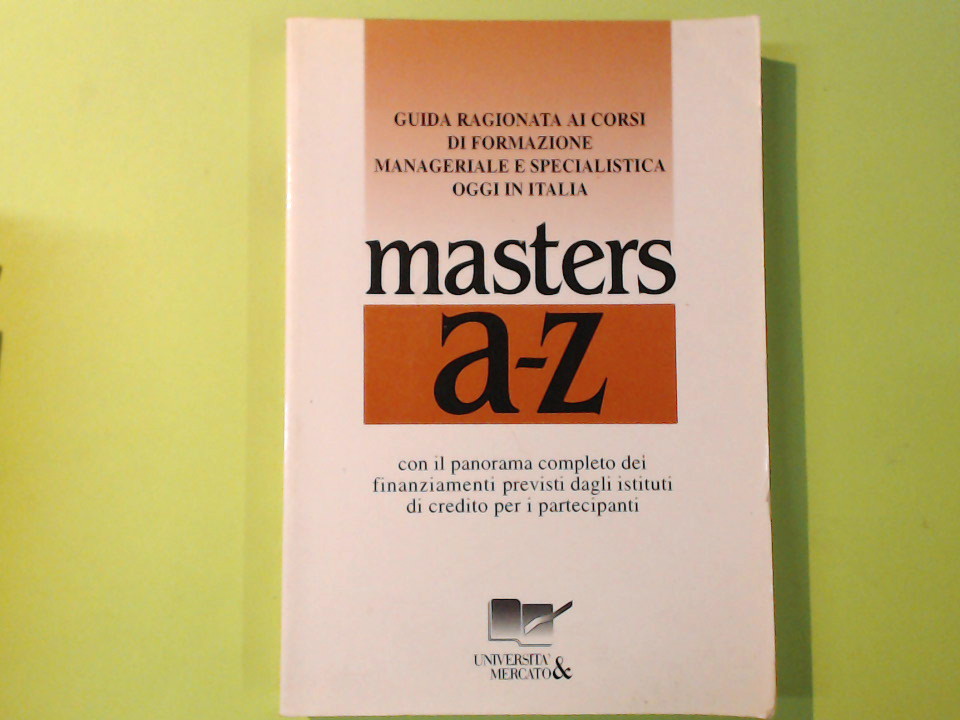 GUIDA RAGIONATA AI CORSI
DI FORMAZIONE
MANAGERIALE E SPECIALISTICA
OGGI IN ITALIA
masters
a-z
con il panorama completo dei
finanziamenti previsti dagli istituti
di credito per i partecipanti
UNIVERSITA'
MERCATO &